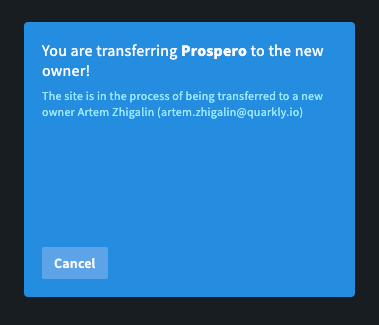 You are transferring Prospero to the new
owner!
The site is in the process of being transferred to a new
owner Artem Zhigalin (artem.zhigalin@quarkly.io)
Cancel